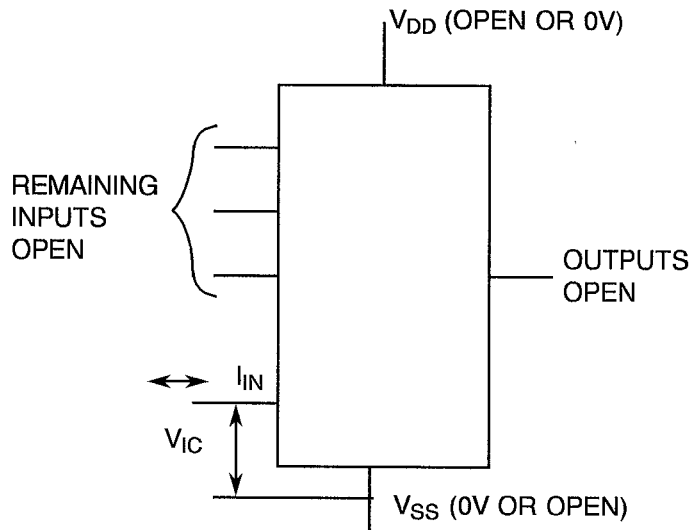 VDD (OPEN OR 0V)
REMAINING
INPUTS
OPEN
OUTPUTS
OPEN
IIN
VIC
VSS (0V OR OPEN)